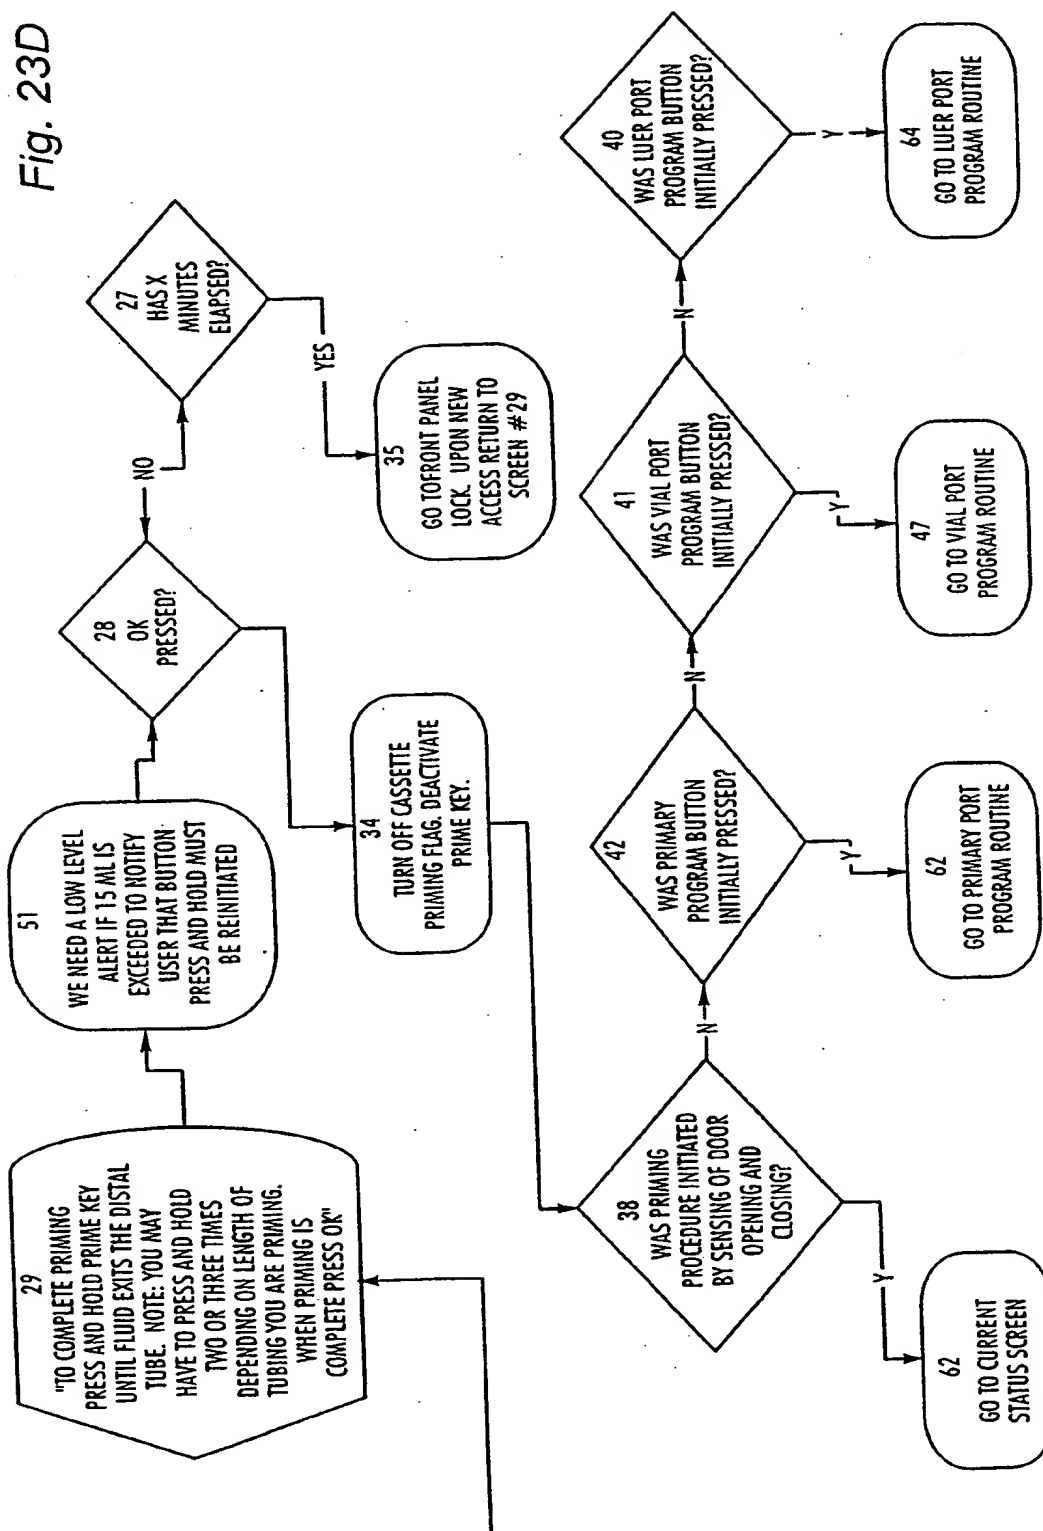 Fig. 23D
29
"TO COMPLETE PRIMING
PRESS AND HOLD PRIME KEY
UNTIL FLUID EXITS THE DISTAL
TUBE. NOTE: YOU MAY
HAVE TO PRESS AND HOLD
TWO OR THREE TIMES
DEPENDING ON LENGTH OF
TUBING YOU ARE PRIMING.
WHEN PRIMING IS
COMPLETE PRESS OK"
51
WE NEED A LOW LEVEL
ALERT IF 15 ML IS
EXCEEDED TO NOTIFY
USER THAT BUTTON
PRESS AND HOLD MUST
BE REINITIATED
28
OK
PRESSED?
NO
27
HAS X
MINUTES
ELAPSED?
YES
35
GO TOFRONT PANEL
LOCK. UPON NEW
ACCESS RETURN TO
SCREEN #29
34
TURN OFF CASSETTE
PRIMING FLAG. DEACTIVATE
PRIME KEY.
38
WAS PRIMING
PROCEDURE INITIATED
BY SENSING OF DOOR
OPENING AND
CLOSING?
Y
62
GO TO CURRENT
STATUS SCREEN
N
42
WAS PRIMARY
PROGRAM BUTTON
INITIALLY PRESSED?
Y
62
GO TO PRIMARY PORT
PROGRAM ROUTINE
N
41
WAS VIAL PORT
PROGRAM BUTTON
INITIALLY PRESSED?
Y
47
GO TO VIAL PORT
PROGRAM ROUTINE
N
40
WAS LUER PORT
PROGRAM BUTTON
INITIALLY PRESSED?
Y
64
GO TO LUER PORT
PROGRAM ROUTINE